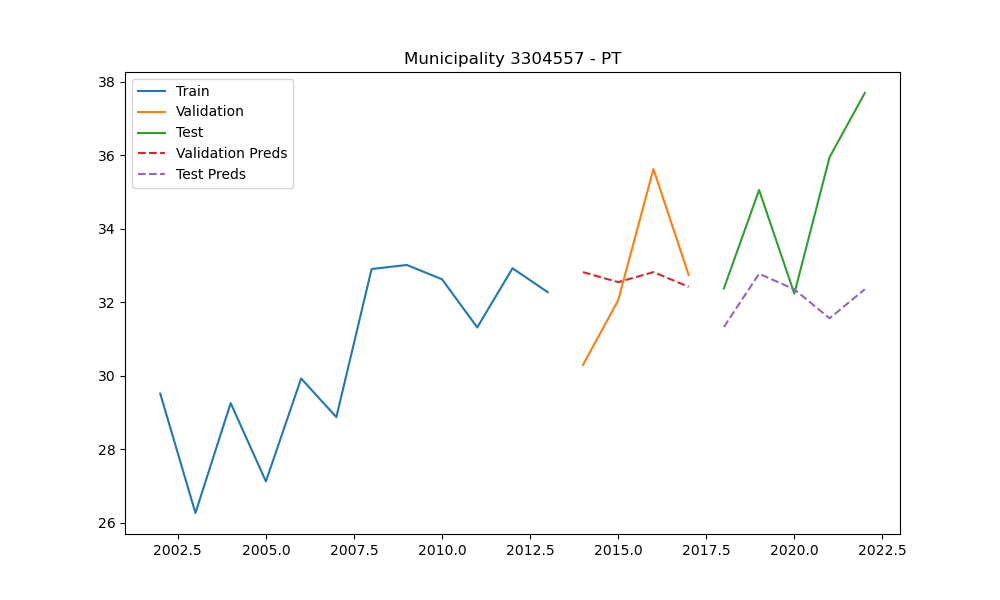 Municipality 3304557 - PT
38
36
34
32
30
28
26
Train
Validation
Test
Validation Preds
Test Preds
2002.5 2005.0 2007.5 2010.0 2012.5 2015.0 2017.5 2020.0 2022.5